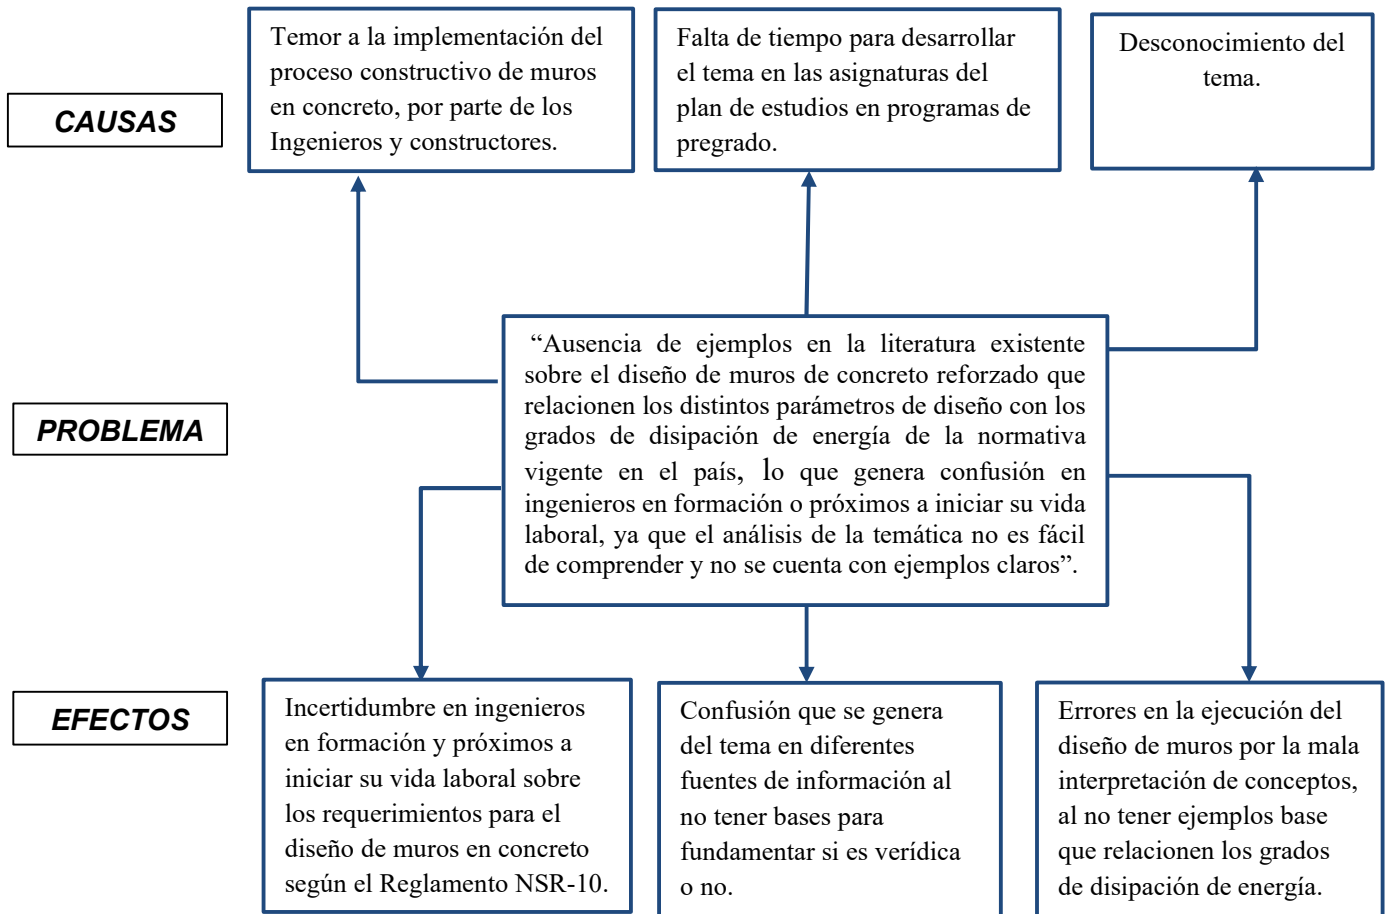 CAUSAS
Temor a la implementación del
proceso constructivo de muros
en concreto, por parte de los
Ingenieros y constructores.
Falta de tiempo para desarrollar
el tema en las asignaturas del
plan de estudios en programas de
pregrado.
Desconocimiento del
tema.
PROBLEMA
“Ausencia de ejemplos en la literatura existente
sobre el diseño de muros de concreto reforzado que
relacionen los distintos parámetros de diseño con los
grados de disipación de energía de la normativa
vigente en el país, lo que genera confusión en
ingenieros en formación o próximos a iniciar su vida
laboral, ya que el análisis de la temática no es fácil
de comprender y no se cuenta con ejemplos claros”.
EFECTOS
Incertidumbre en ingenieros
en formación y próximos a
iniciar su vida laboral sobre
los requerimientos para el
diseño de muros en concreto
según el Reglamento NSR-10.
Confusión que se genera
del tema en diferentes
fuentes de información al
no tener bases para
fundamentar si es verídica
o no.
Errores en la ejecución del
diseño de muros por la mala
interpretación de conceptos,
al no tener ejemplos base
que relacionen los grados
de disipación de energía.